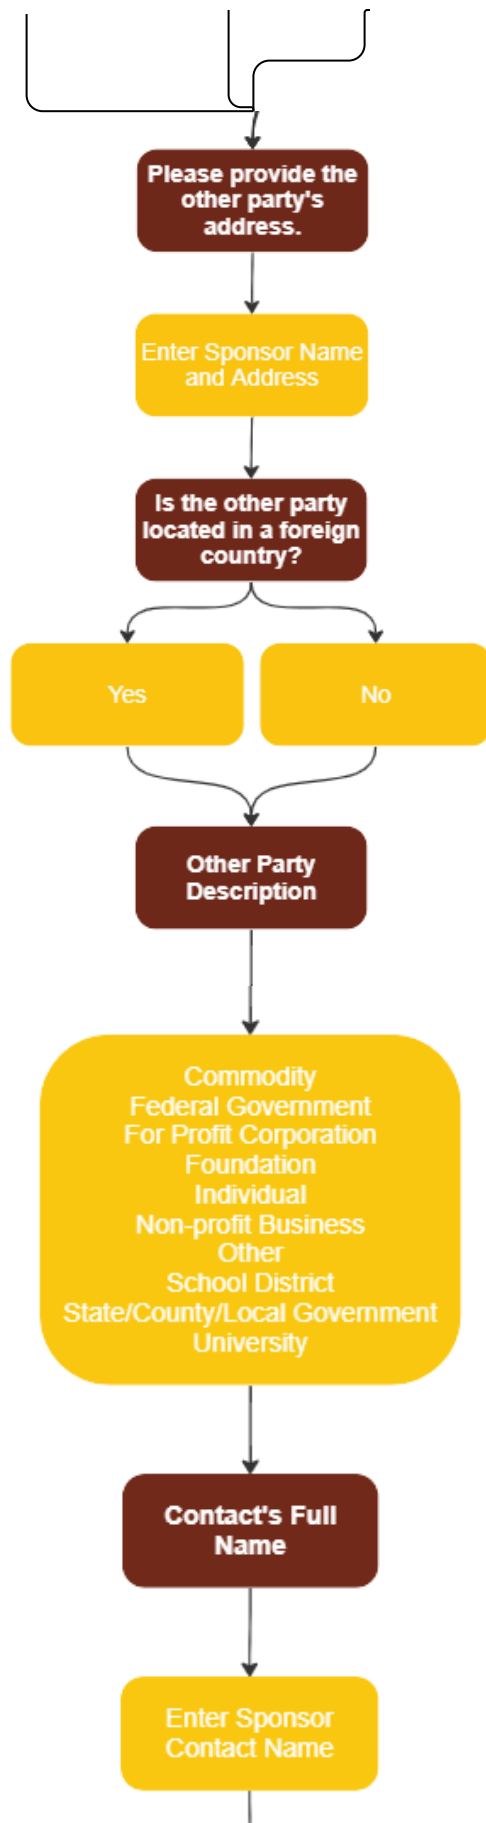 Please provide the
other party's
address.
Enter Sponsor Name
and Address
Is the other party
located in a foreign
country?
Yes
No
Other Party
Description
Commodity
Federal Government
For Profit Corporation
Foundation
Individual
Non-profit Business
Other
School District
State/County/Local Government
University
Contact's Full
Name
Enter Sponsor
Contact Name